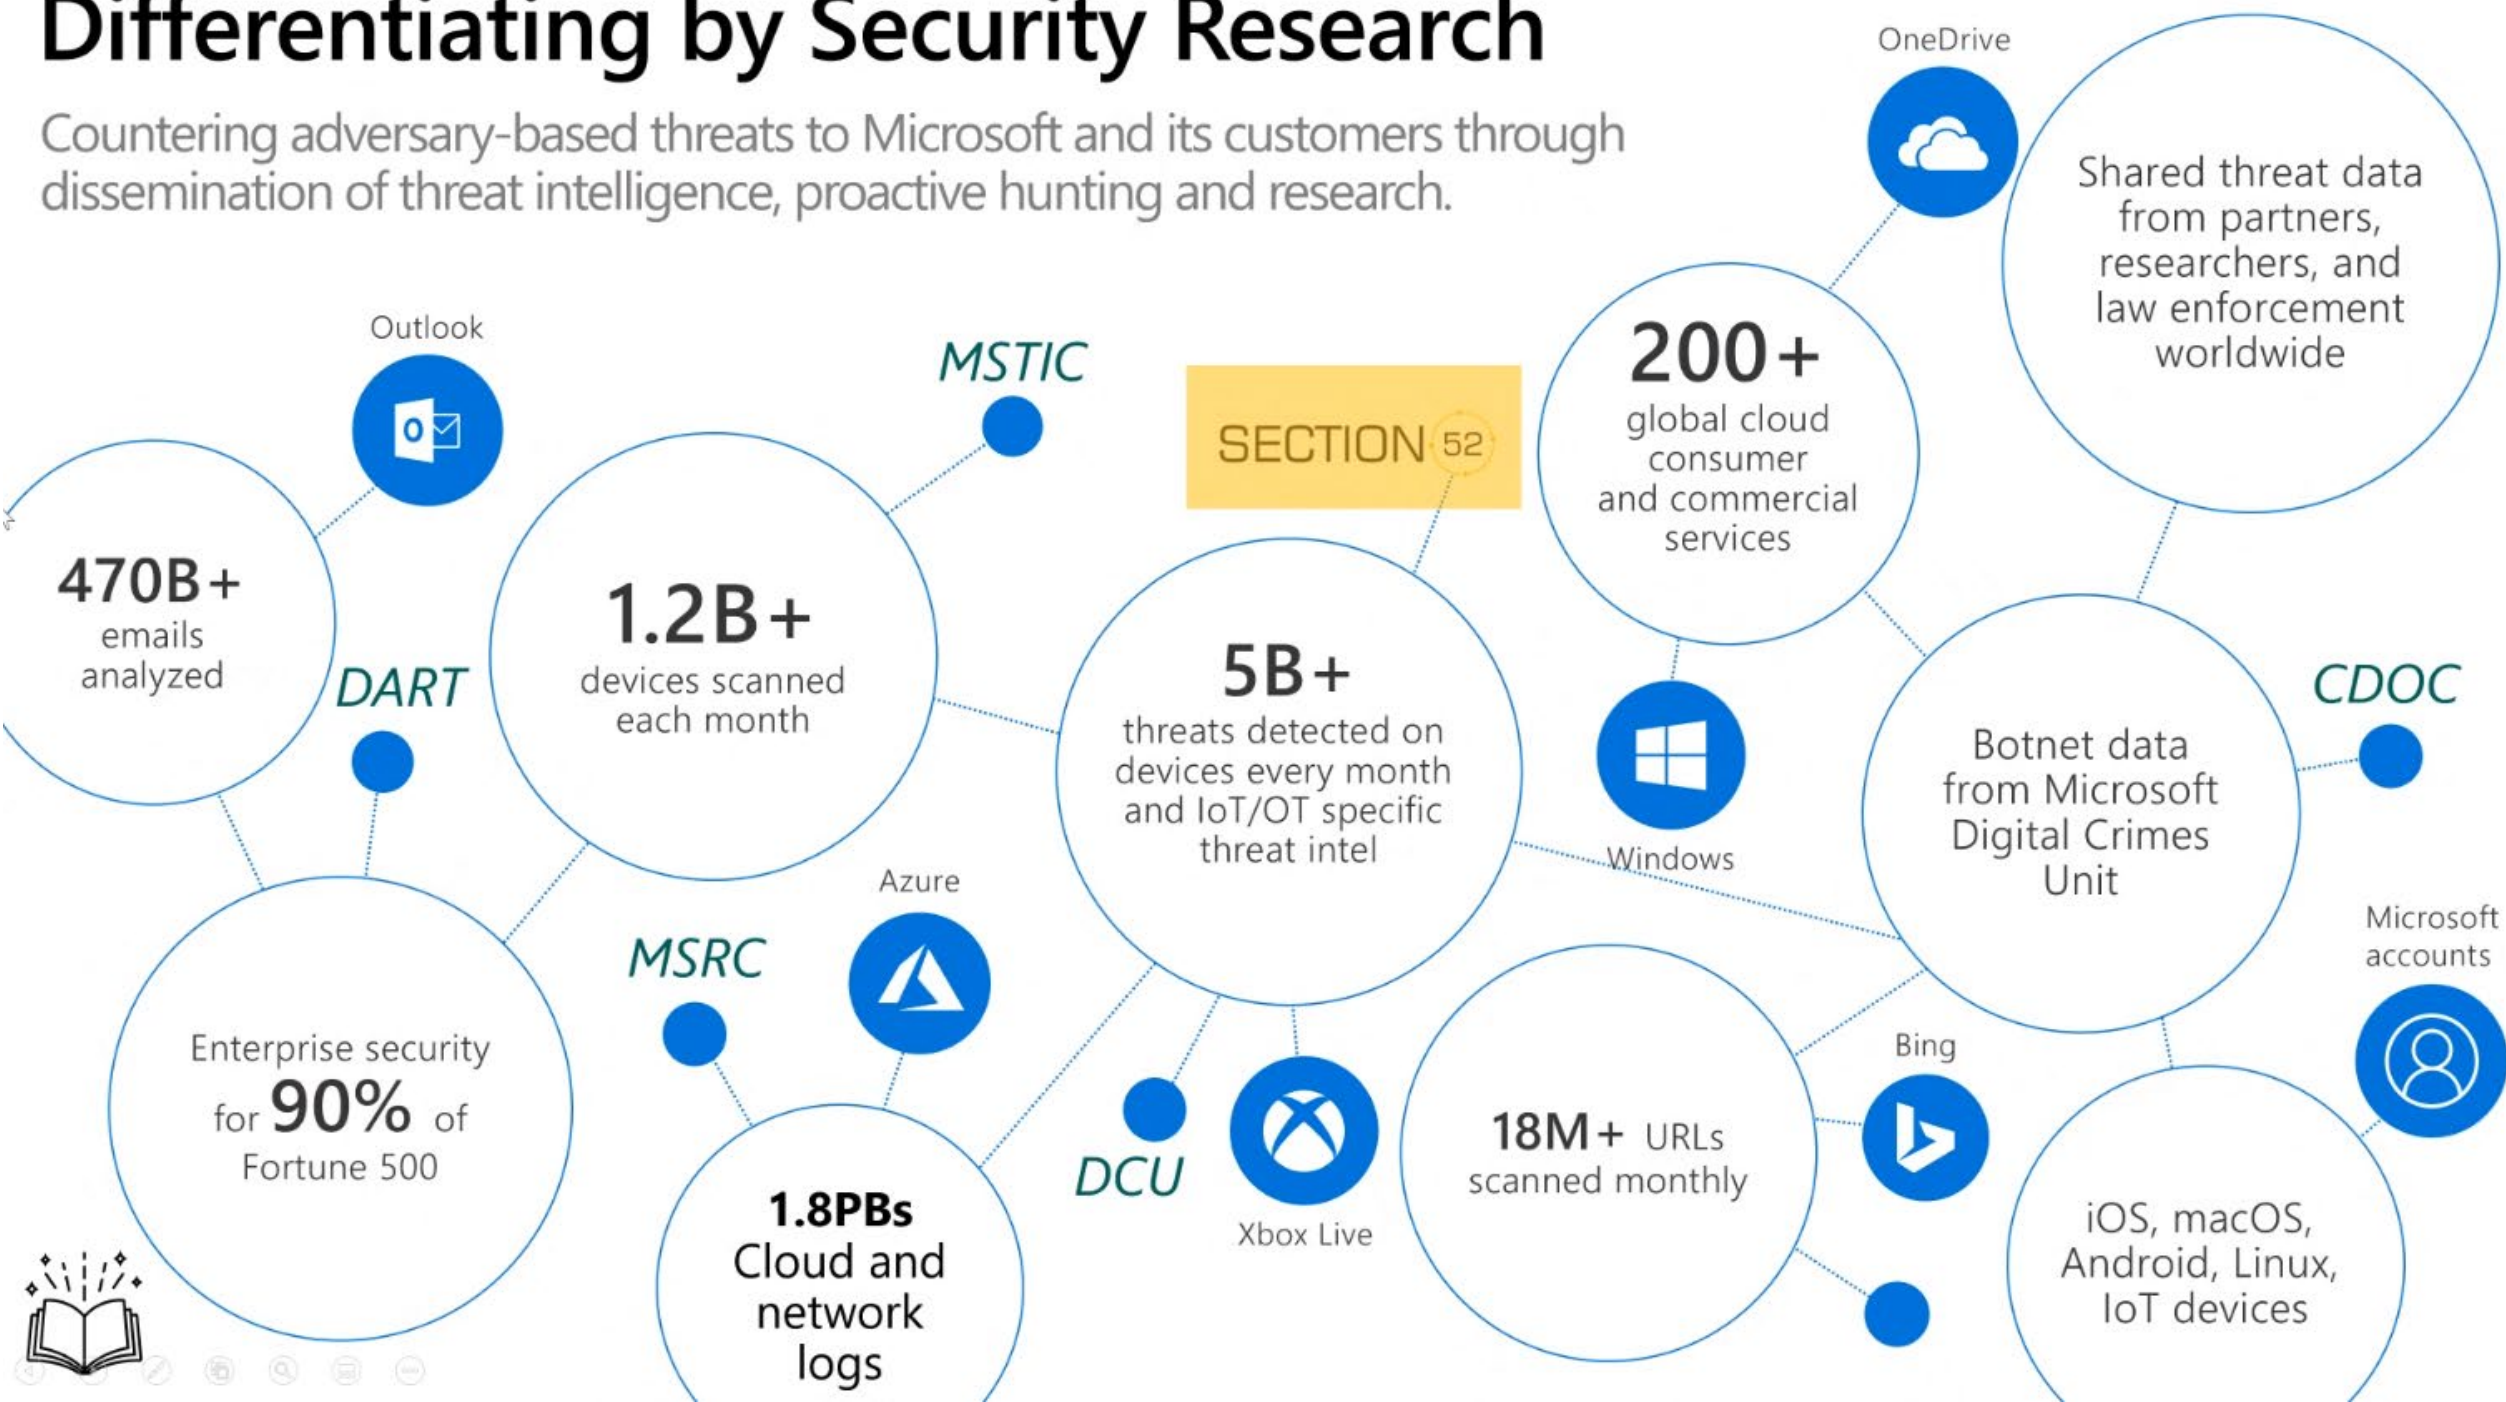 Differentiating by Security Research
Countering adversary-based threats to Microsoft and its customers through
dissemination of threat intelligence, proactive hunting and research.
OneDrive
Shared threat data
from partners,
researchers, and
law enforcement
worldwide
Outlook
MSTIC
SECTION 52
200+
global cloud
consumer
and commercial
services
470B+
emails
analyzed
DART
1.2B+
devices scanned
each month
5B+
threats detected on
devices every month
and IoT/OT specific
threat intel
Windows
Botnet data
from Microsoft
Digital Crimes
Unit
CDOC
Azure
MSRC
Microsoft
accounts
Enterprise security
for 90% of
Fortune 500
1.8PBs
Cloud and
network
logs
DCU
Xbox Live
18M+ URLs
scanned monthly
Bing
iOS, macOS,
Android, Linux,
IoT devices